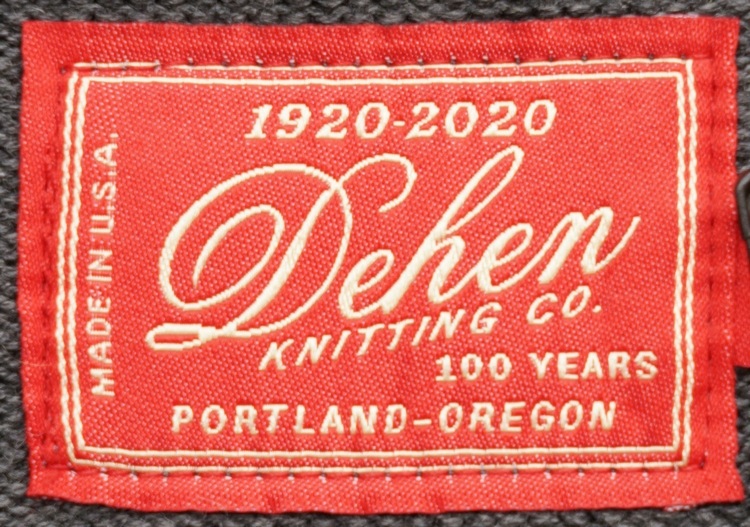 1920-2020
Dehen
KNITTING CO.
100 YEARS
PORTLAND-OREGON
MADE IN U.S.A.